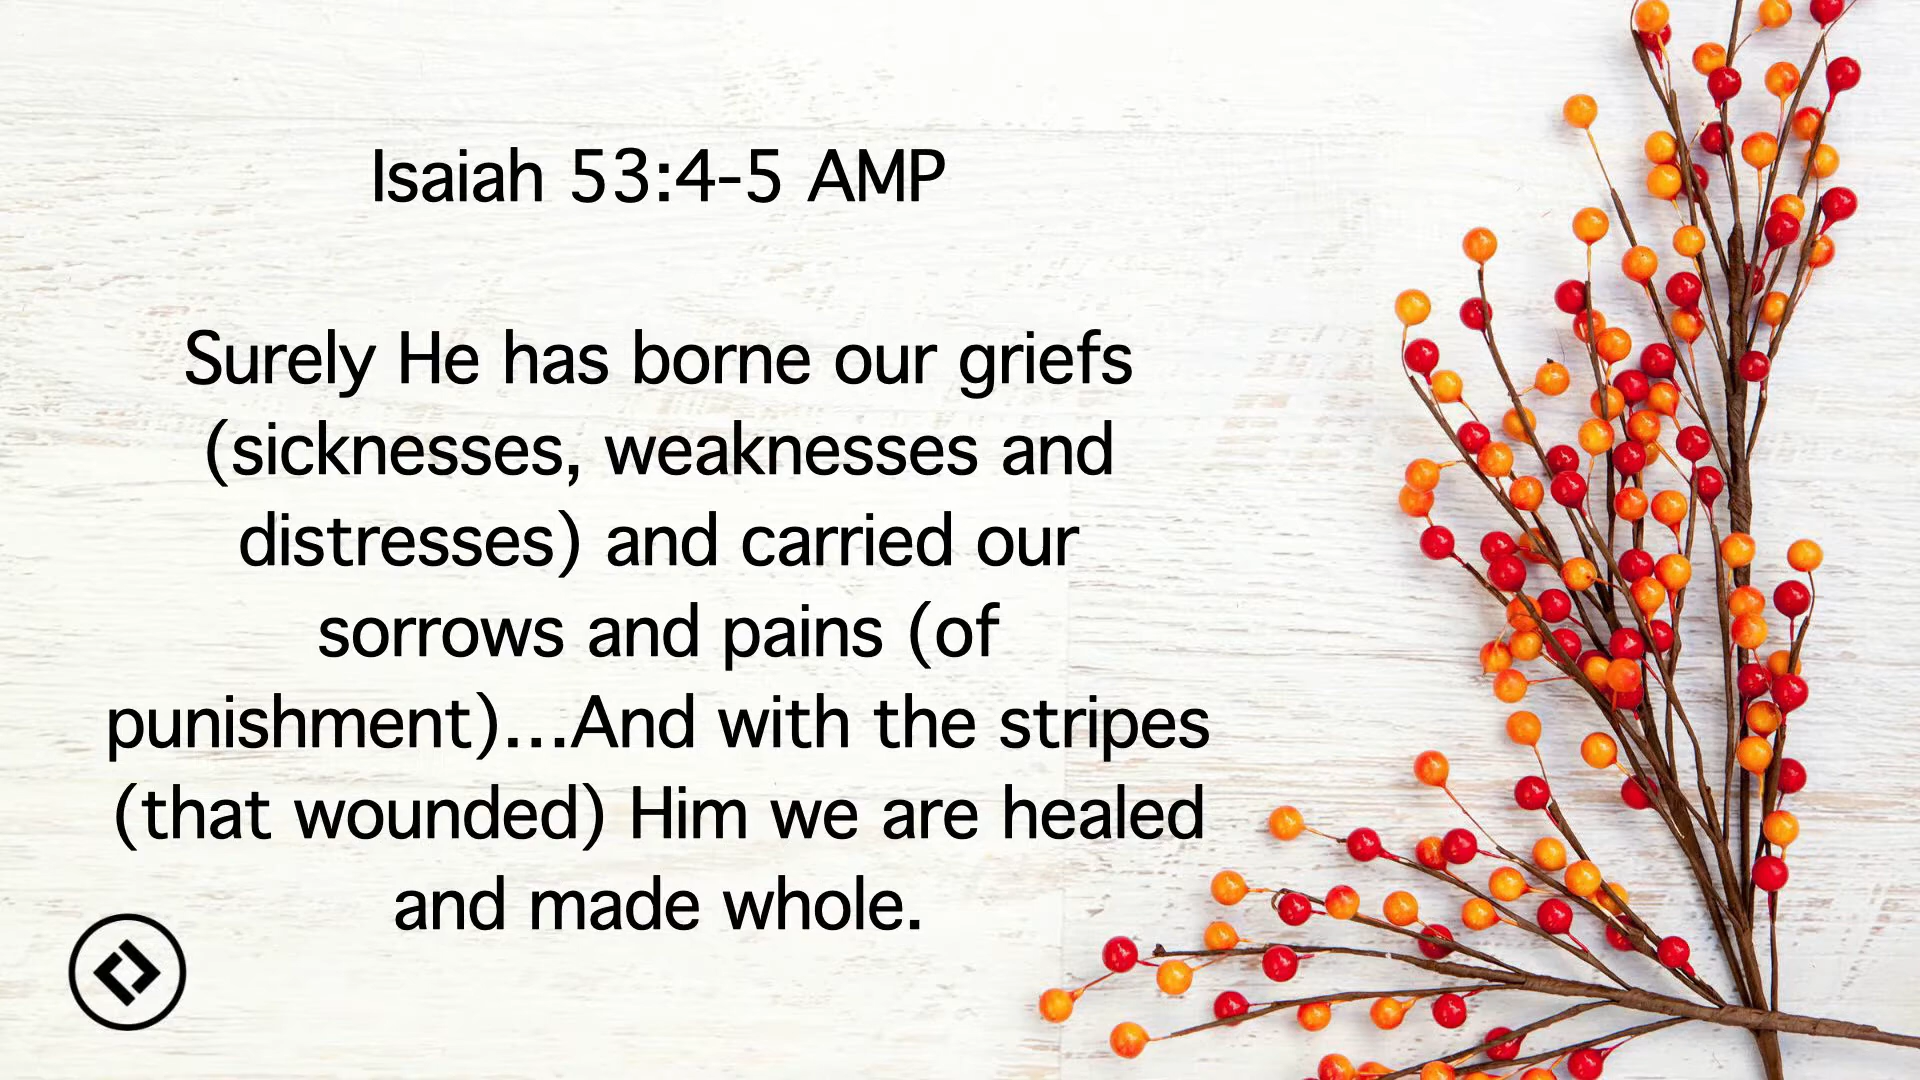 Isaiah 53:4-5 AMP
Surely He has borne our griefs
(sicknesses, weaknesses and
distresses) and carried our
sorrows and pains (of
punishment)...And with the stripes
(that wounded) Him we are healed
and made whole.